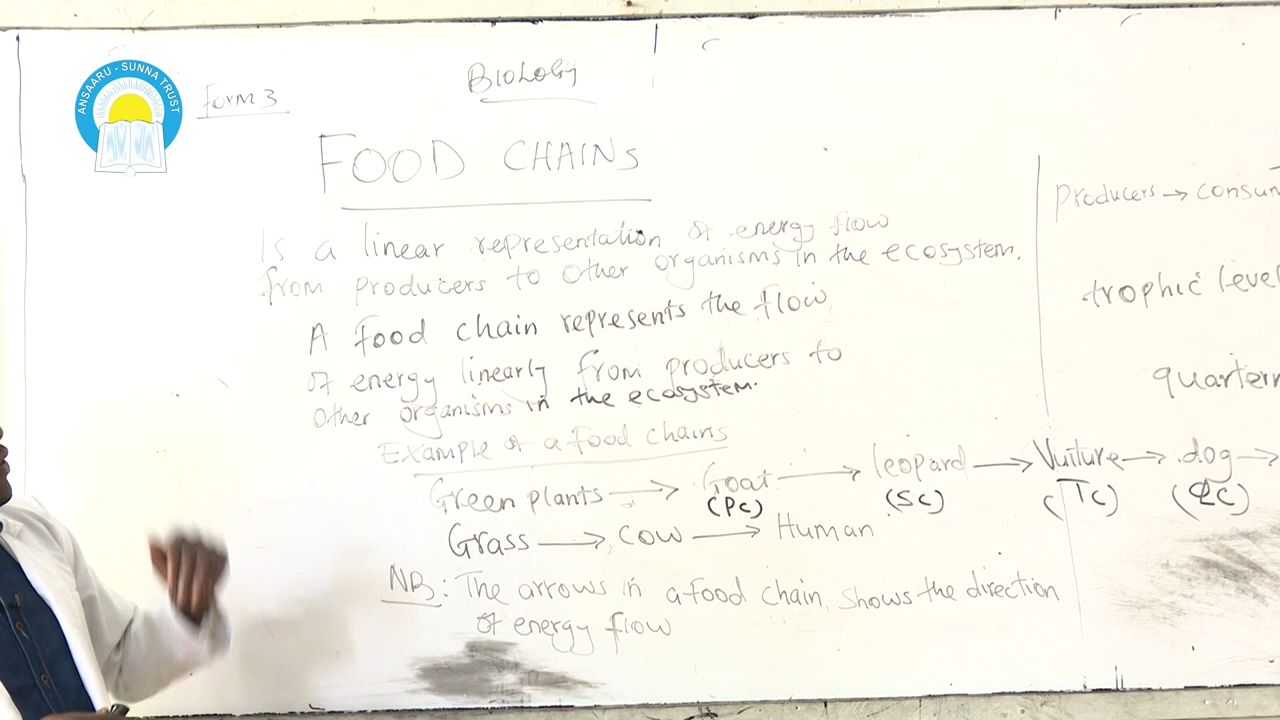 ANSAARU - SUNNA TRUST
Form 3
BIOLOGY
FOOD CHAINS
Is a linear representation of energy flow
from producers to other organisms in the ecosystem.
A food chain represents the flow
of energy linearly from producers to
other organisms in the ecosystem.
Example of a food chains
Green plants → Goat → leopard → Vulture → dog →
(PC) (SC) (TC) (QC)
Grass → cow → Human
NB: The arrows in a food chain, shows the direction
of energy flow
producers → consum
trophic level
quartern